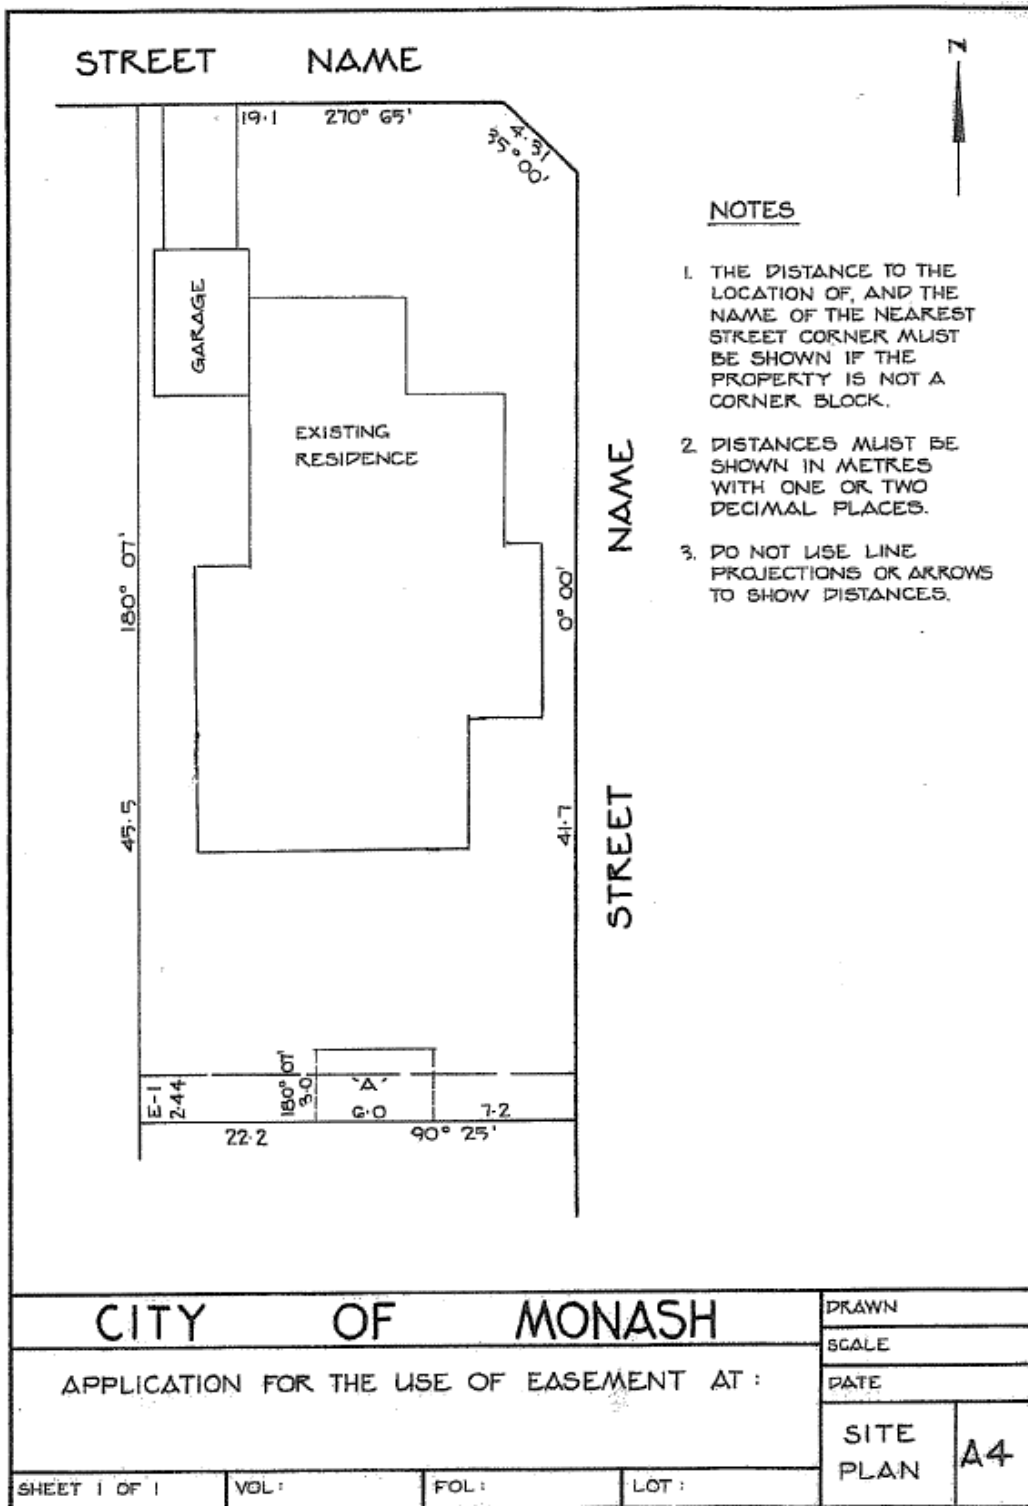 STREET NAME
N
19.1 270° 65'
4.31
35° 00'
NOTES
1. THE DISTANCE TO THE
LOCATION OF, AND THE
NAME OF THE NEAREST
STREET CORNER MUST
BE SHOWN IF THE
PROPERTY IS NOT A
CORNER BLOCK.
2. DISTANCES MUST BE
SHOWN IN METRES
WITH ONE OR TWO
DECIMAL PLACES.
3. DO NOT USE LINE
PROJECTIONS OR ARROWS
TO SHOW DISTANCES.
GARAGE
EXISTING
RESIDENCE
45.5 180° 07'
41.7 0° 00'
STREET NAME
E-1
2.44
180° 07'
3.0
'A'
6.0
7.2
22.2
90° 25'
CITY OF MONASH
APPLICATION FOR THE USE OF EASEMENT AT :
DRAWN
SCALE
DATE
SITE
PLAN
A4
SHEET 1 OF 1
VOL :
FOL :
LOT :